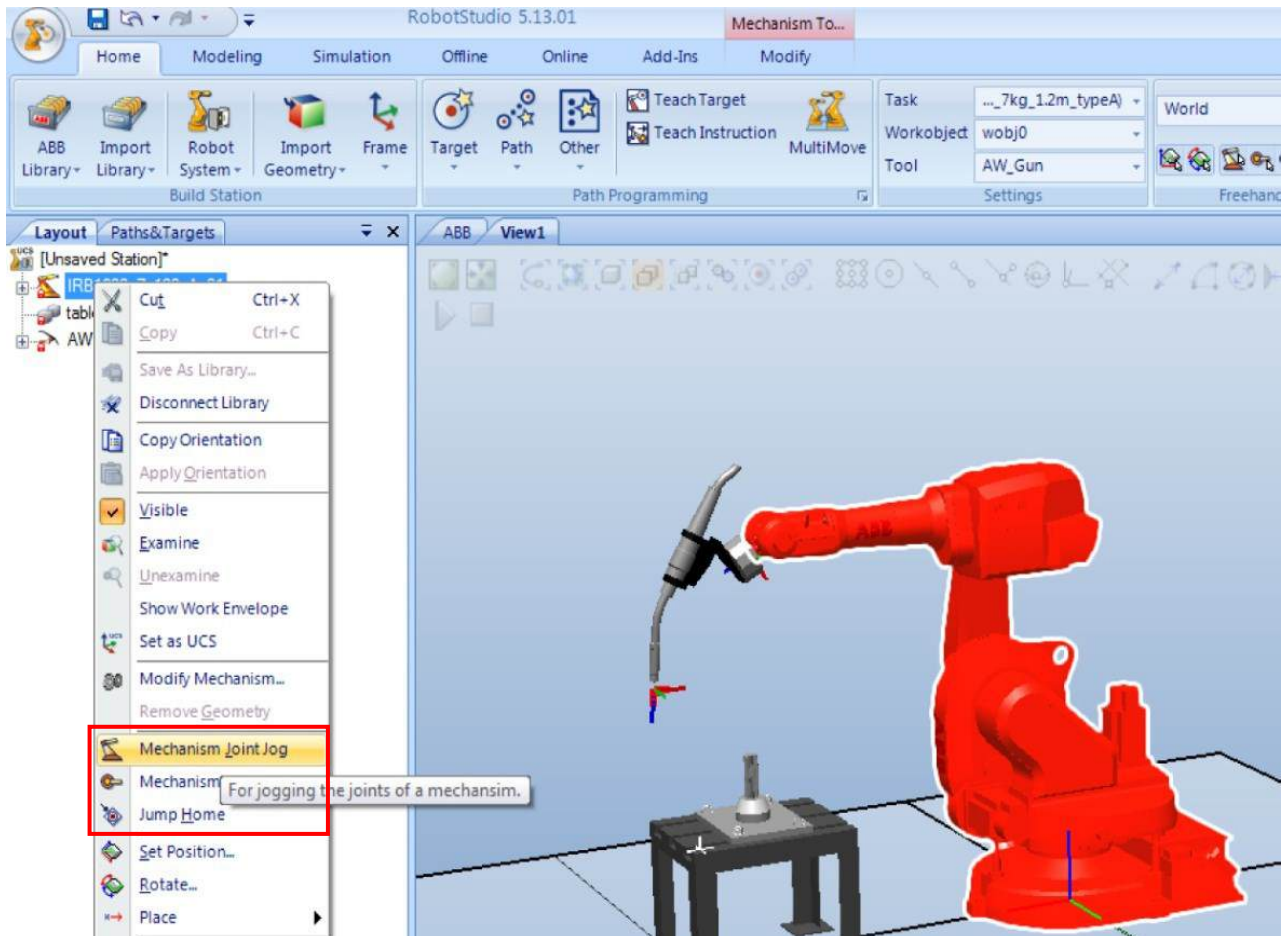 RobotStudio 5.13.01
Mechanism To...
Home Modeling Simulation Offline Online Add-Ins Modify
ABB Library
Import Library
Robot System
Import Geometry
Frame
Build Station
Target
Path
Other
Teach Target
Teach Instruction
MultiMove
Path Programming
Task ..._7kg_1.2m_typeA)
Workobject wobj0
Tool AW_Gun
Settings
World
Freehand
Layout Paths&Targets
ABB View1
UCS [Unsaved Station]*
AW
Cut Ctrl+X
Copy Ctrl+C
Save As Library...
Disconnect Library
Copy Orientation
Apply Orientation
Visible
Examine
Unexamine
Show Work Envelope
Set as UCS
Modify Mechanism...
Remove Geometry
Mechanism Joint Jog
Mechanism
For jogging the joints of a mechansim.
Jump Home
Set Position...
Rotate...
Place
ABB